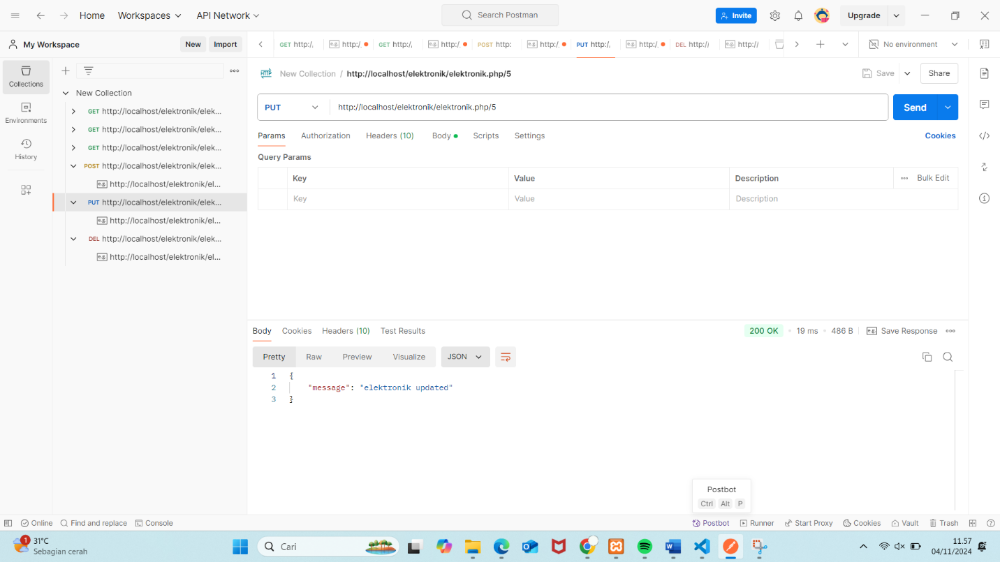 Home Workspaces API Network Search Postman Invite Upgrade
My Workspace New Import GET http:/, e.g. http:/, GET http:/, e.g. http:/, POST http: e.g. http:/, PUT http:/, e.g. http:/, DEL http:// e.g. http:// No environment
Collections
Environments
History
New Collection
GET http://localhost/elektronik/elek...
GET http://localhost/elektronik/elek...
GET http://localhost/elektronik/elek...
POST http://localhost/elektronik/elek...
e.g. http://localhost/elektronik/el...
PUT http://localhost/elektronik/elek...
e.g. http://localhost/elektronik/el...
DEL http://localhost/elektronik/elek...
e.g. http://localhost/elektronik/el...
HTTP New Collection / http://localhost/elektronik/elektronik.php/5 Save Share
PUT http://localhost/elektronik/elektronik.php/5 Send
Params Authorization Headers (10) Body Scripts Settings Cookies
Query Params
Key Value Description Bulk Edit
Key Value Description
Body Cookies Headers (10) Test Results 200 OK 19 ms 486 B e.g. Save Response
Pretty Raw Preview Visualize JSON
1 {
2 "message": "elektronik updated"
3 }
Postbot
Ctrl Alt P
Online Find and replace Console Postbot Runner Start Proxy Cookies Vault Trash
1 31°C
Sebagian cerah
Cari
11.57
04/11/2024